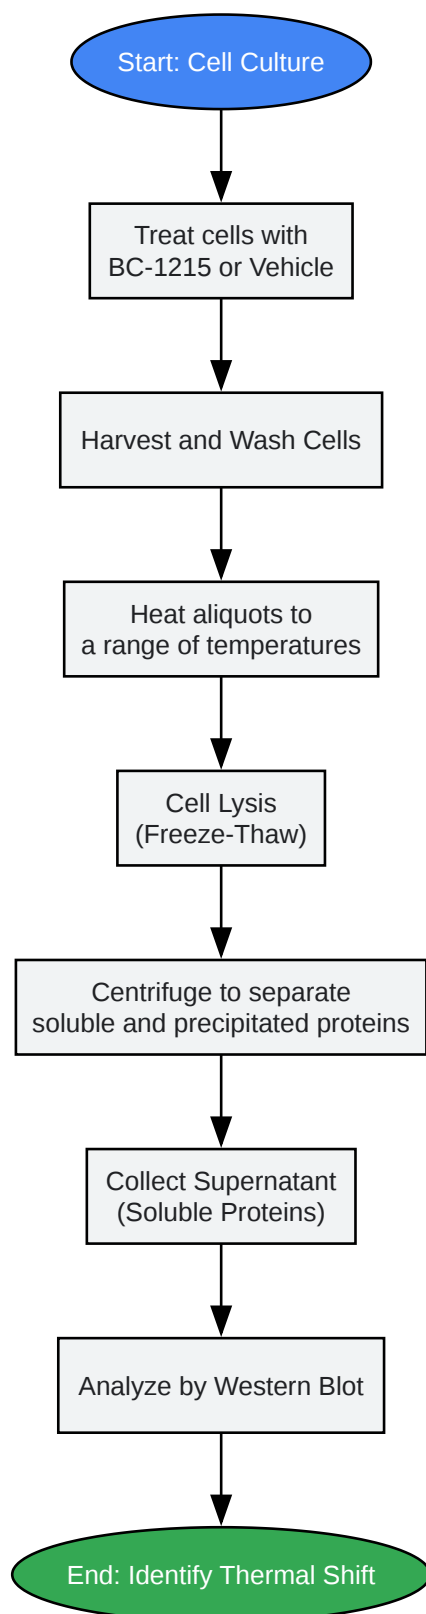 Start: Cell Culture
Treat cells with
BC-1215 or Vehicle
Harvest and Wash Cells
Heat aliquots to
a range of temperatures
Cell Lysis
(Freeze-Thaw)
Centrifuge to separate
soluble and precipitated proteins
Collect Supernatant
(Soluble Proteins)
Analyze by Western Blot
End: Identify Thermal Shift